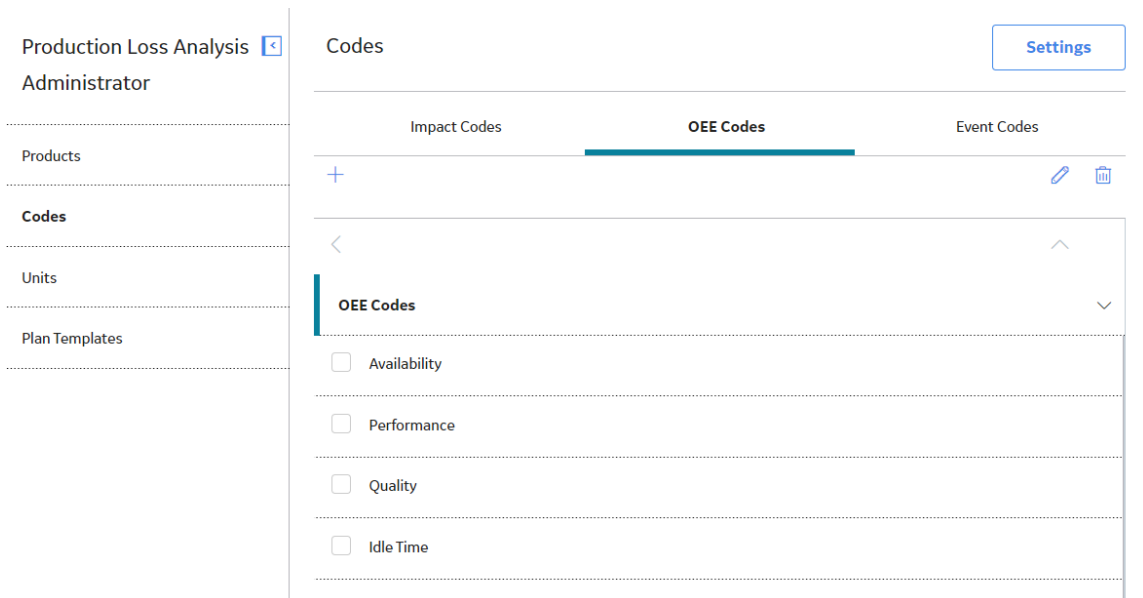 Production Loss Analysis
Administrator
Products
Codes
Units
Plan Templates
Codes
Settings
Impact Codes
OEE Codes
Event Codes
OEE Codes
Availability
Performance
Quality
Idle Time